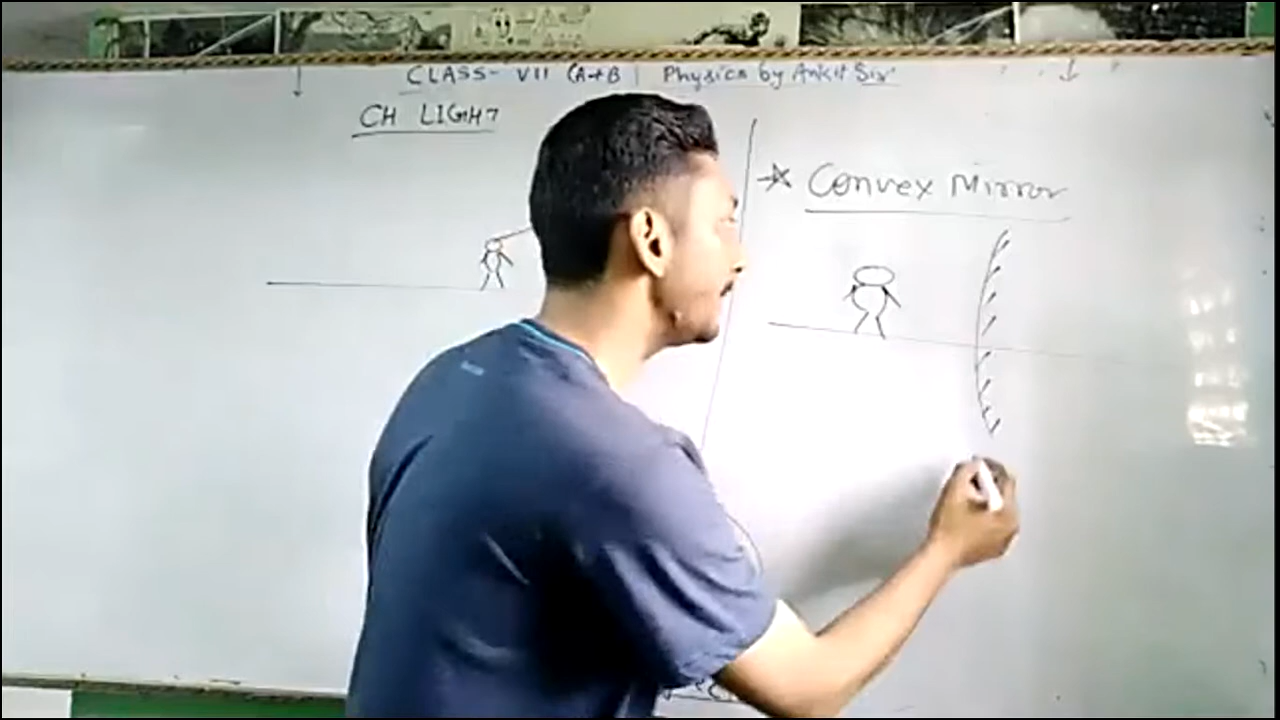 CLASS- VII (A+B | Physics by Ankit Sir
CH LIGHT
Convex Mirror